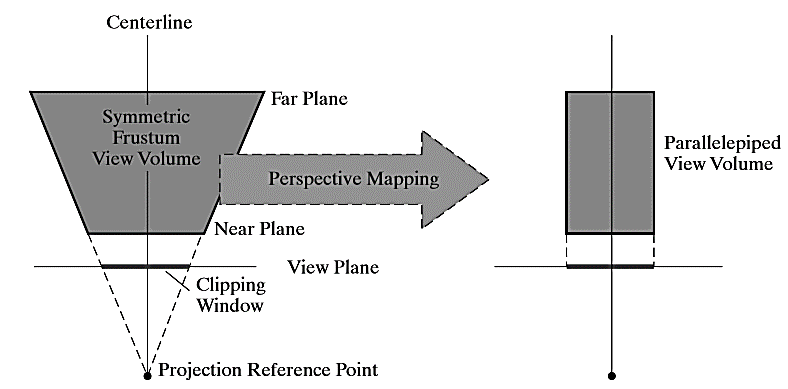 Centerline
Far Plane
Symmetric
Frustum
View Volume
Perspective Mapping
Parallelepiped
View Volume
Near Plane
View Plane
Clipping
Window
Projection Reference Point